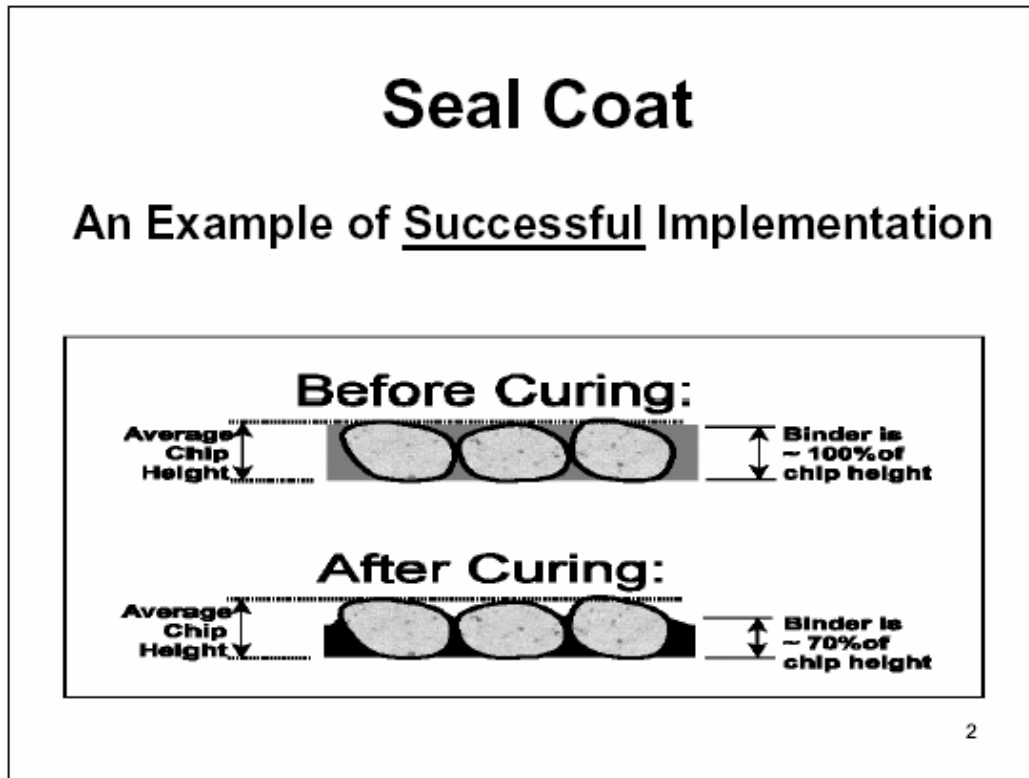 Seal Coat
An Example of Successful Implementation
Before Curing:
Average
Chip
Height
Binder is
~ 100%of
chip height
After Curing:
Average
Chip
Height
Binder is
~ 70%of
chip height
2